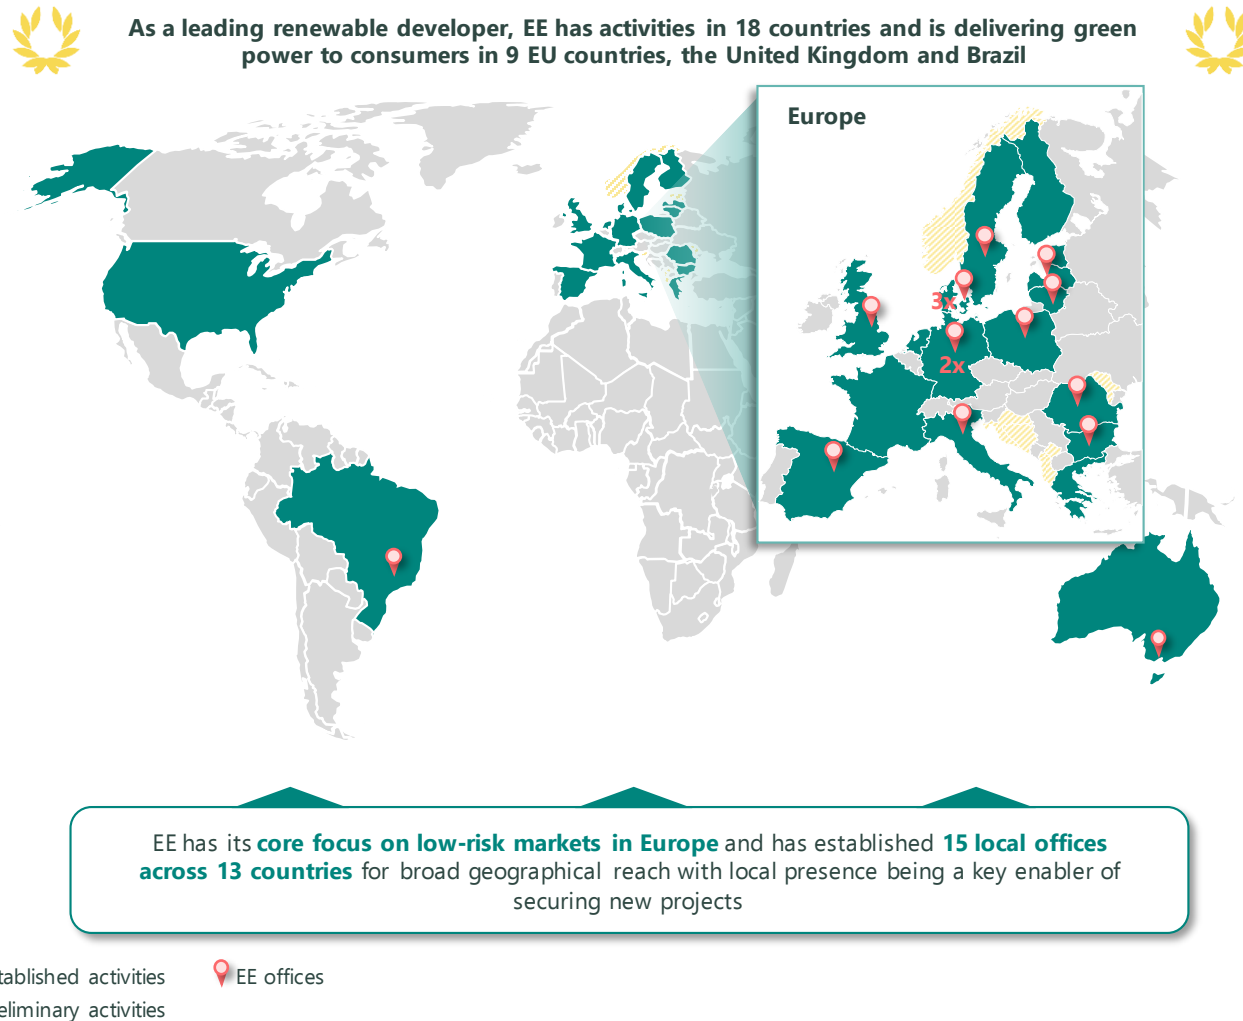 As a leading renewable developer, EE has activities in 18 countries and is delivering green
power to consumers in 9 EU countries, the United Kingdom and Brazil
Europe
3x
2x
EE has its core focus on low-risk markets in Europe and has established 15 local offices
across 13 countries for broad geographical reach with local presence being a key enabler of
securing new projects
tablished activities
EE offices
eliminary activities